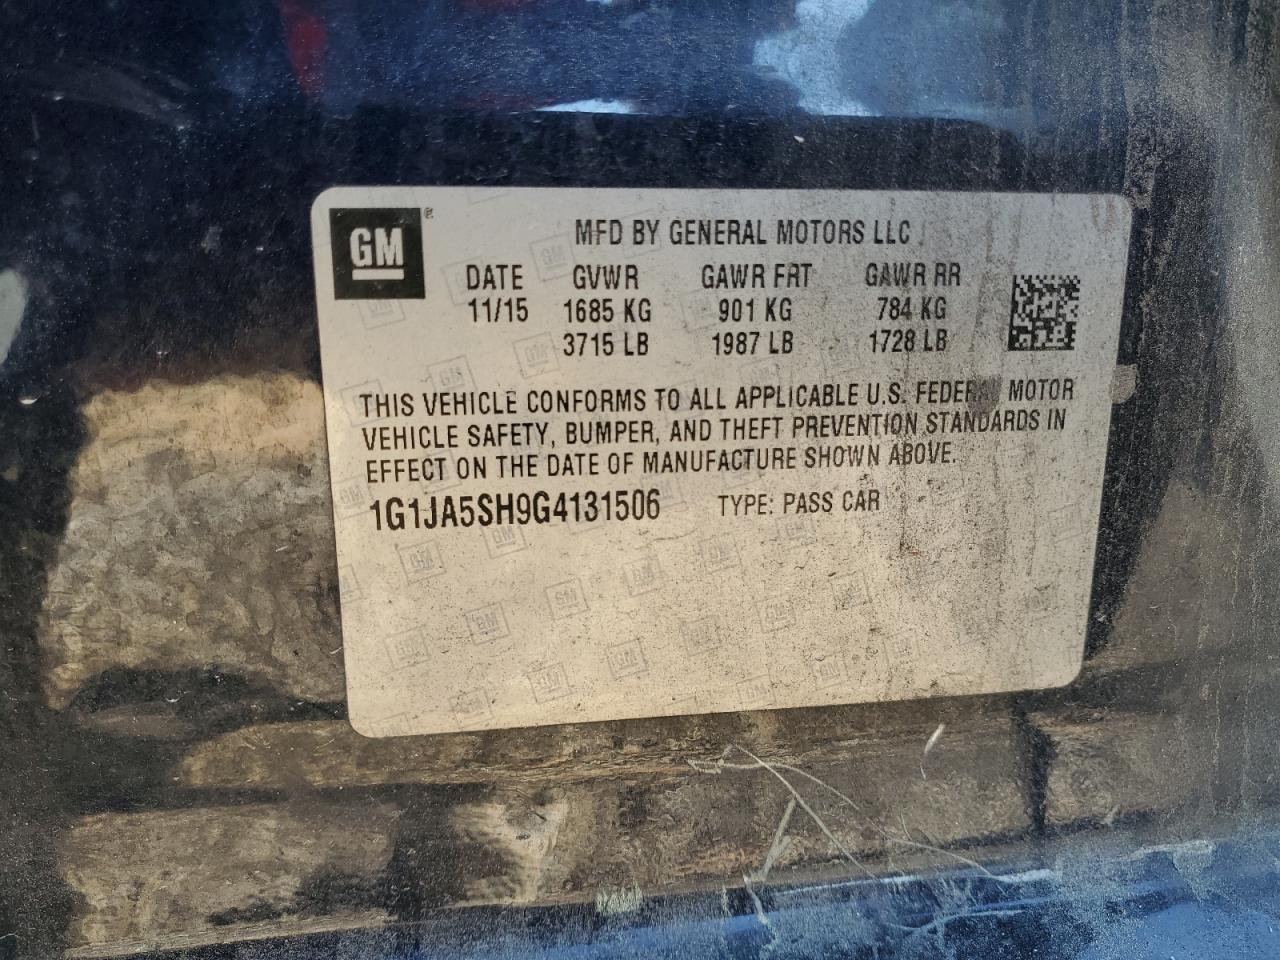 GM
MFD BY GENERAL MOTORS LLC
DATE GVWR GAWR FRT GAWR RR
11/15 1685 KG 901 KG 784 KG
3715 LB 1987 LB 1728 LB
THIS VEHICLE CONFORMS TO ALL APPLICABLE U.S. FEDERAL MOTOR
VEHICLE SAFETY, BUMPER, AND THEFT PREVENTION STANDARDS IN
EFFECT ON THE DATE OF MANUFACTURE SHOWN ABOVE.
1G1JA5SH9G4131506 TYPE: PASS CAR